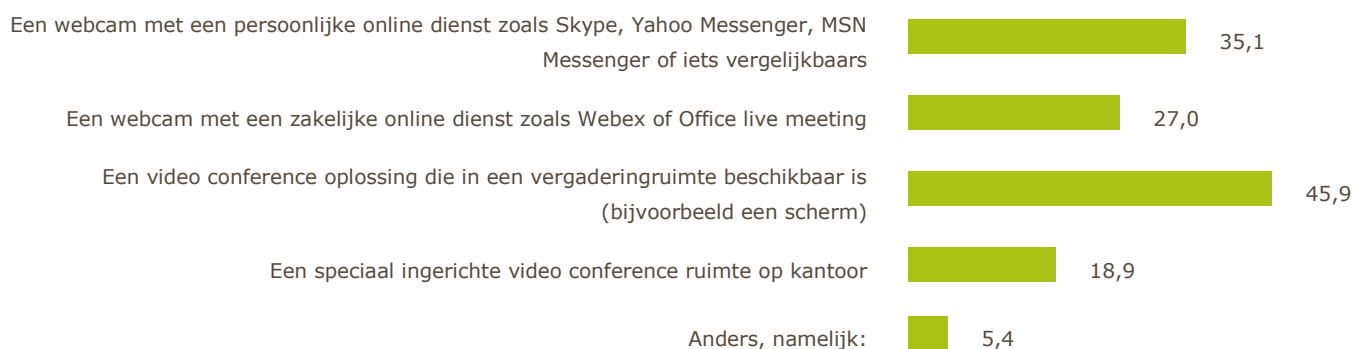 Een webcam met een persoonlijke online dienst zoals Skype, Yahoo Messenger, MSN
Messenger of iets vergelijkbaars
35,1
Een webcam met een zakelijke online dienst zoals Webex of Office live meeting
27,0
Een video conference oplossing die in een vergaderingruimte beschikbaar is
(bijvoorbeeld een scherm)
45,9
Een speciaal ingerichte video conference ruimte op kantoor
18,9
Anders, namelijk:
5,4